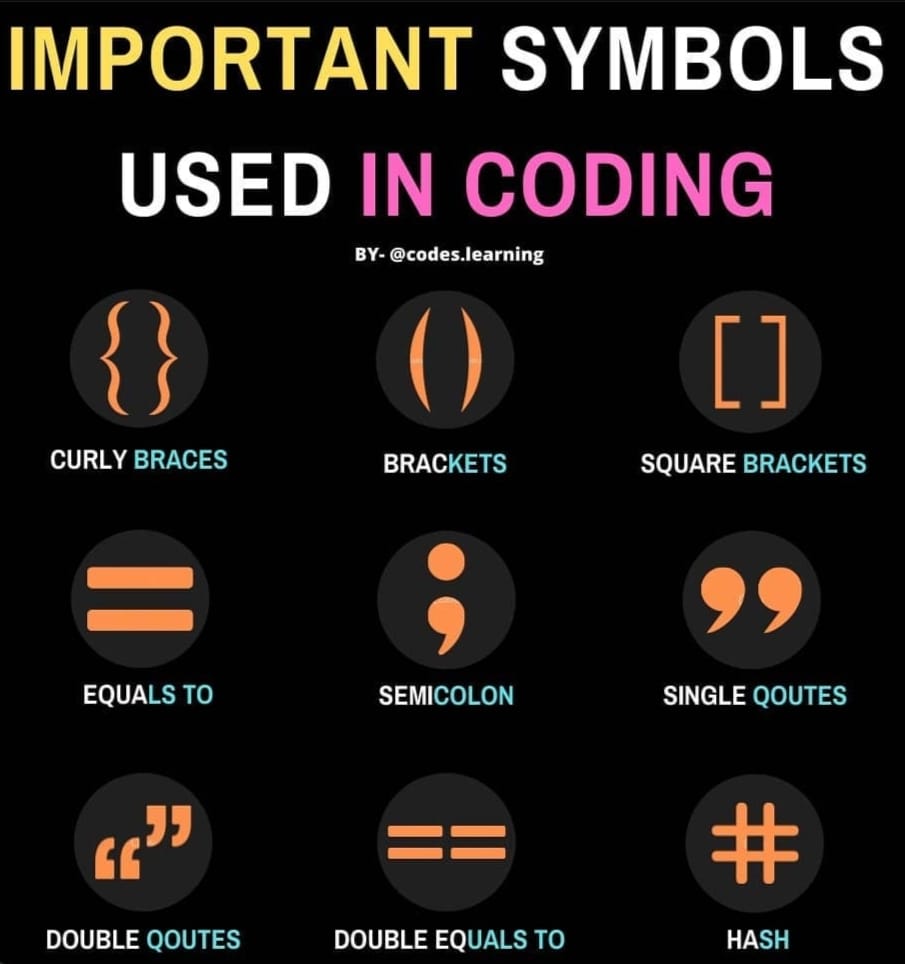 IMPORTANT SYMBOLS
USED IN CODING
BY- @codes.learning
{ } ( ) [ ]
CURLY BRACES BRACKETS SQUARE BRACKETS
= ; ’’
EQUALS TO SEMICOLON SINGLE QOUTES
“” == #
DOUBLE QOUTES DOUBLE EQUALS TO HASH